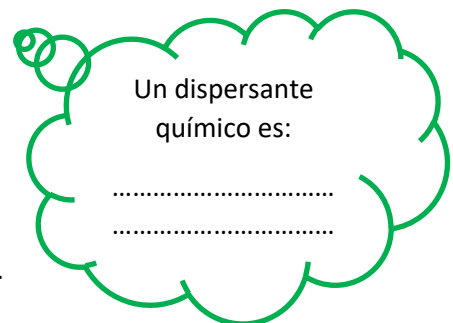 Un dispersante
químico es:
……………………………
……………………………
.